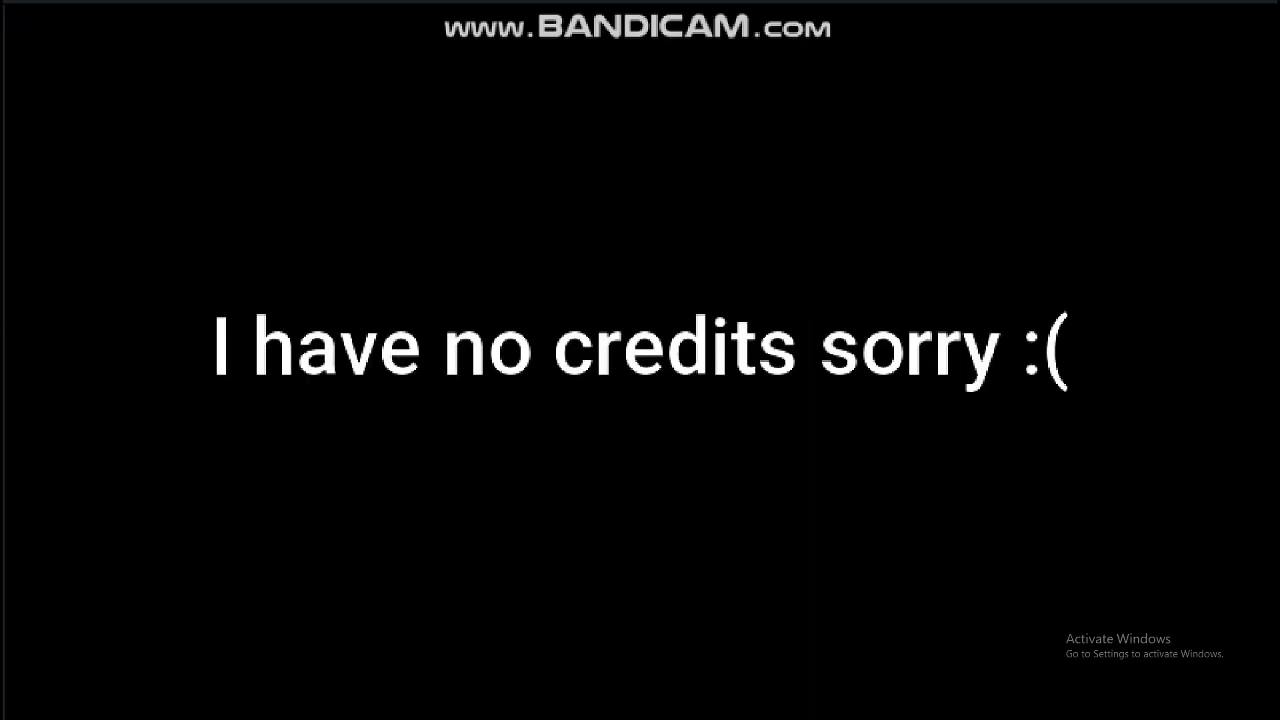 www.BANDICAM.COM
I have no credits sorry :(
Activate Windows
Go to Settings to activate Windows.